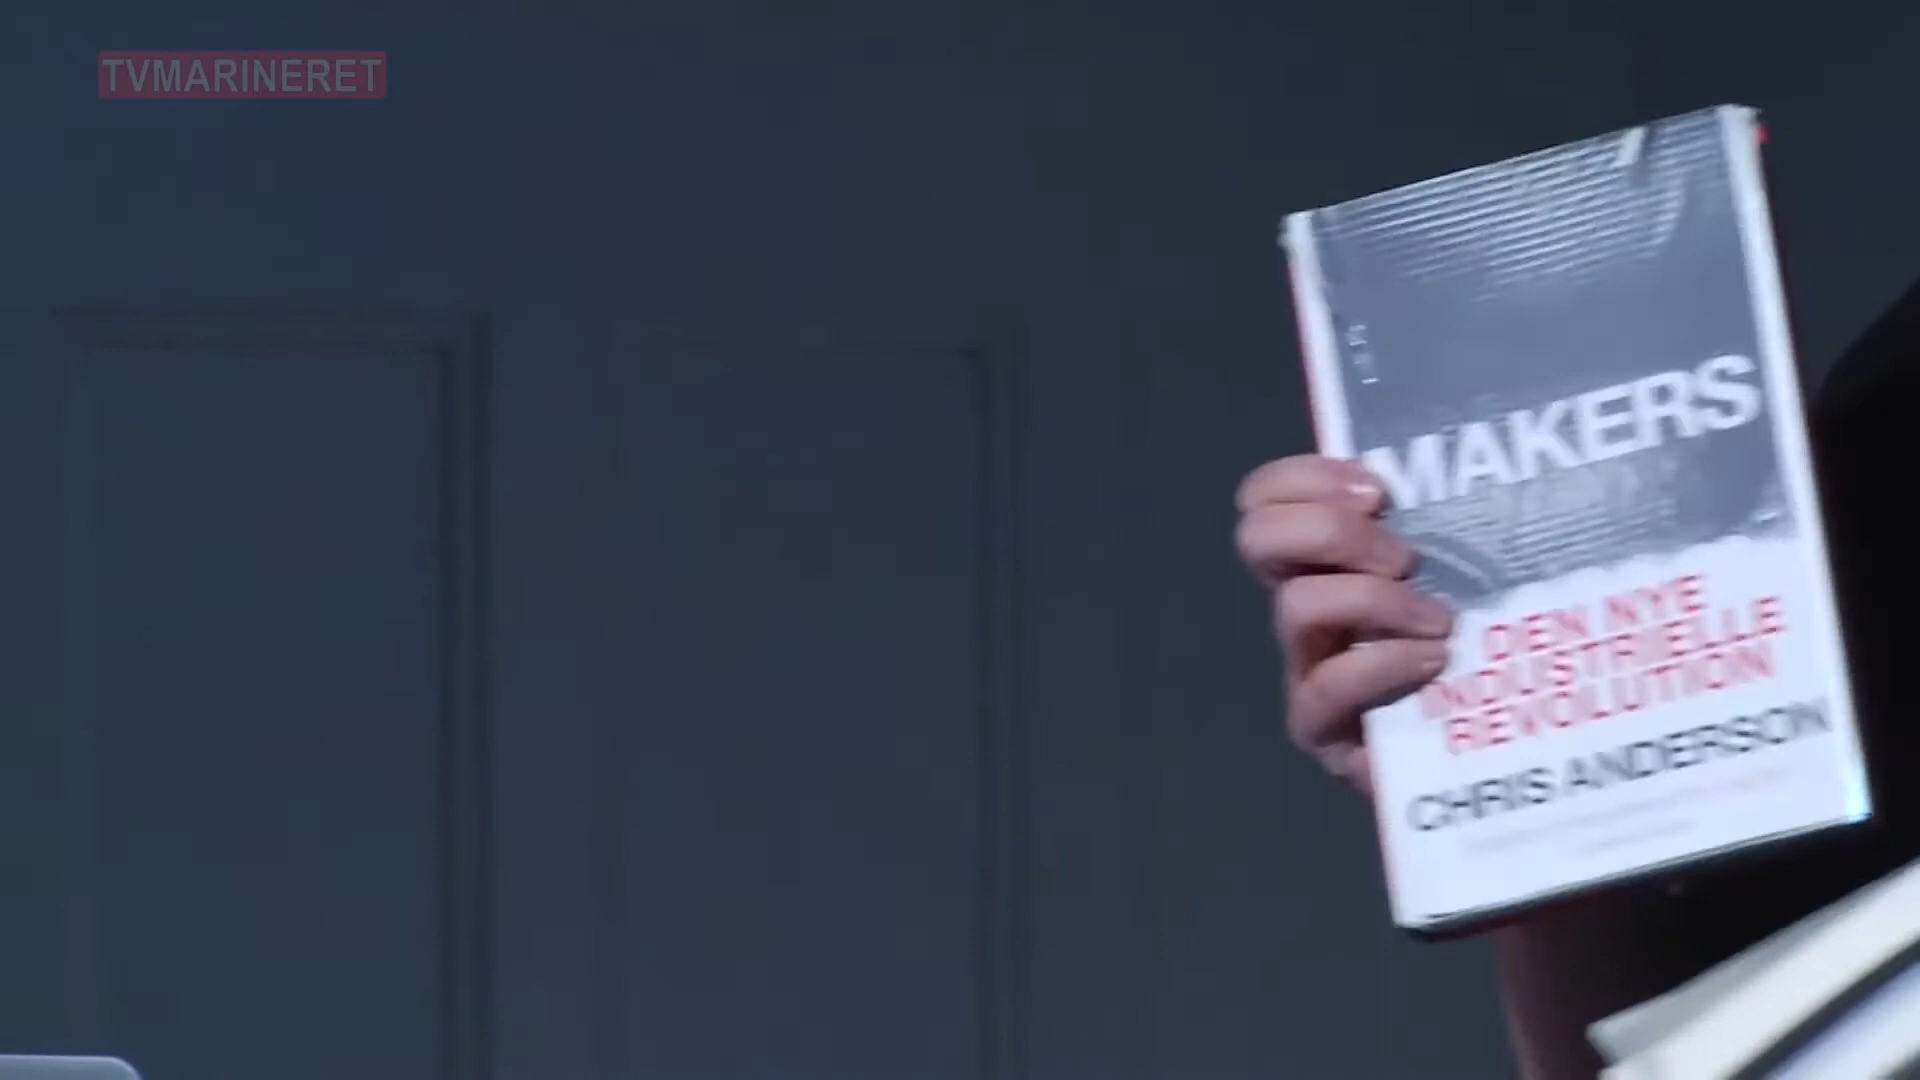 TVMARINERET
MAKERS
DEN NYE
INDUSTRIELLE
REVOLUTION
CHRIS ANDERSON